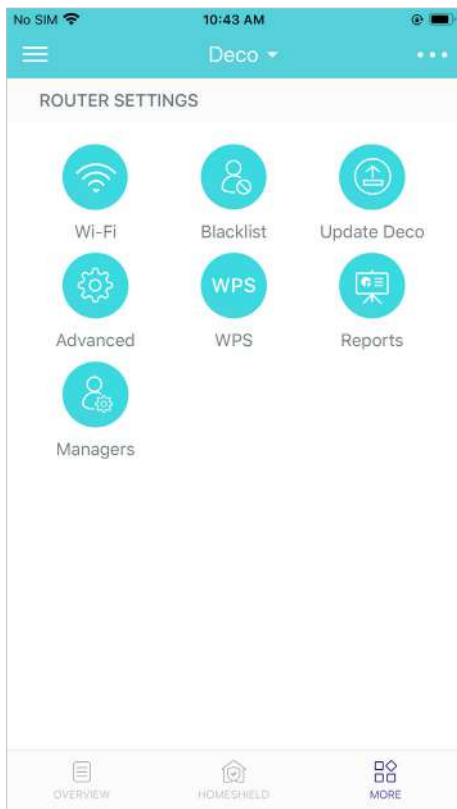 No SIM 10:43 AM
Deco
ROUTER SETTINGS
Wi-Fi Blacklist Update Deco
WPS
Advanced WPS Reports
Managers
OVERVIEW HOMESHIELD MORE